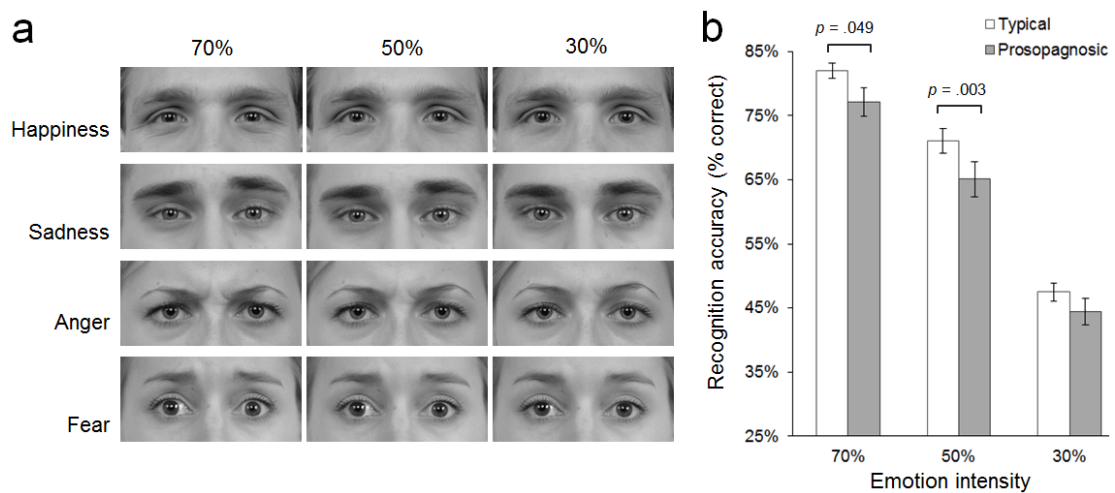 a
70% 50% 30%
Happiness
Sadness
Anger
Fear
b
Typical
Prosopagnosic
p = .049
p = .003
Recognition accuracy (% correct)
85%
75%
65%
55%
45%
35%
25%
70% 50% 30%
Emotion intensity